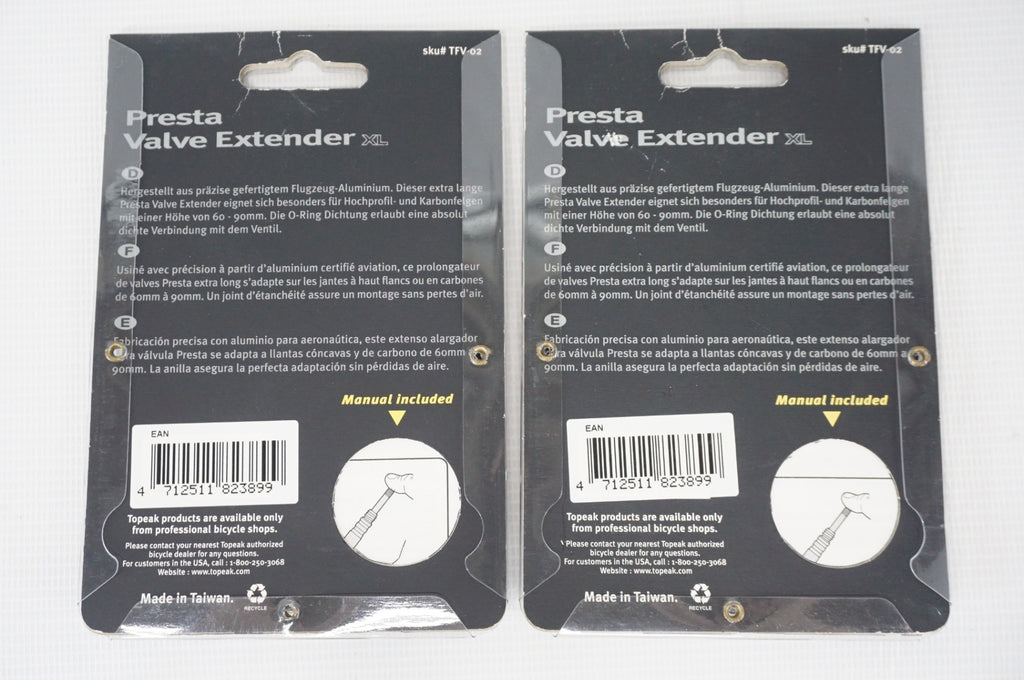 sku# TFV-02
Presta
Valve Extender XL
D
Hergestellt aus präzise gefertigtem Flugzeug-Aluminium. Dieser extra lange
Presta Valve Extender eignet sich besonders für Hochprofil- und Karbonfelgen
mit einer Höhe von 60 - 90mm. Die O-Ring Dichtung erlaubt eine absolut
dichte Verbindung mit dem Ventil.
F
Usiné avec précision à partir d'aluminium certifié aviation, ce prolongateur
de valves Presta extra long s'adapte sur les jantes à haut flancs ou en carbones
de 60mm à 90mm. Un joint d'étanchéité assure un montage sans pertes d'air.
E
Fabricación precisa con aluminio para aeronaútica, este extenso alargador
para válvula Presta se adapta a llantas cóncavas y de carbono de 60mm a
90mm. La anilla asegura la perfecta adaptación sin pérdidas de aire.
Manual included
EAN
4 712511 823899
Topeak products are available only
from professional bicycle shops.
Please contact your nearest Topeak authorized
bicycle dealer for any questions.
For customers in the USA, call : 1-800-250-3068
Website : www.topeak.com
Made in Taiwan.
RECYCLE
sku# TFV-02
Presta
Valve Extender XL
D
Hergestellt aus präzise gefertigtem Flugzeug-Aluminium. Dieser extra lange
Presta Valve Extender eignet sich besonders für Hochprofil- und Karbonfelgen
mit einer Höhe von 60 - 90mm. Die O-Ring Dichtung erlaubt eine absolut
dichte Verbindung mit dem Ventil.
F
Usiné avec précision à partir d'aluminium certifié aviation, ce prolongateur
de valves Presta extra long s'adapte sur les jantes à haut flancs ou en carbones
de 60mm à 90mm. Un joint d'étanchéité assure un montage sans pertes d'air.
E
Fabricación precisa con aluminio para aeronaútica, este extenso alargador
para válvula Presta se adapta a llantas cóncavas y de carbono de 60mm a
90mm. La anilla asegura la perfecta adaptación sin pérdidas de aire.
Manual included
EAN
4 712511 823899
Topeak products are available only
from professional bicycle shops.
Please contact your nearest Topeak authorized
bicycle dealer for any questions.
For customers in the USA, call : 1-800-250-3068
Website : www.topeak.com
Made in Taiwan.
RECYCLE